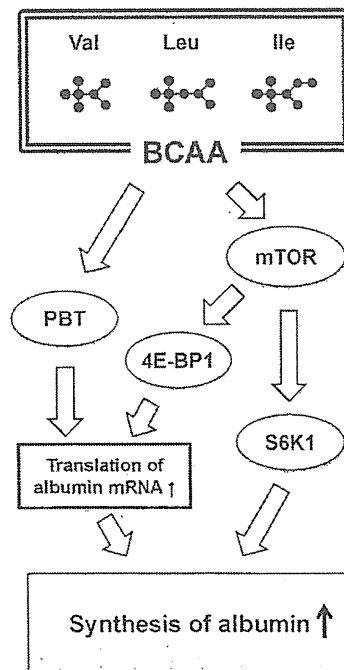 Val Leu Ile
BCAA
mTOR
PBT
4E-BP1
S6K1
Translation of
albumin mRNA ↑
Synthesis of albumin ↑